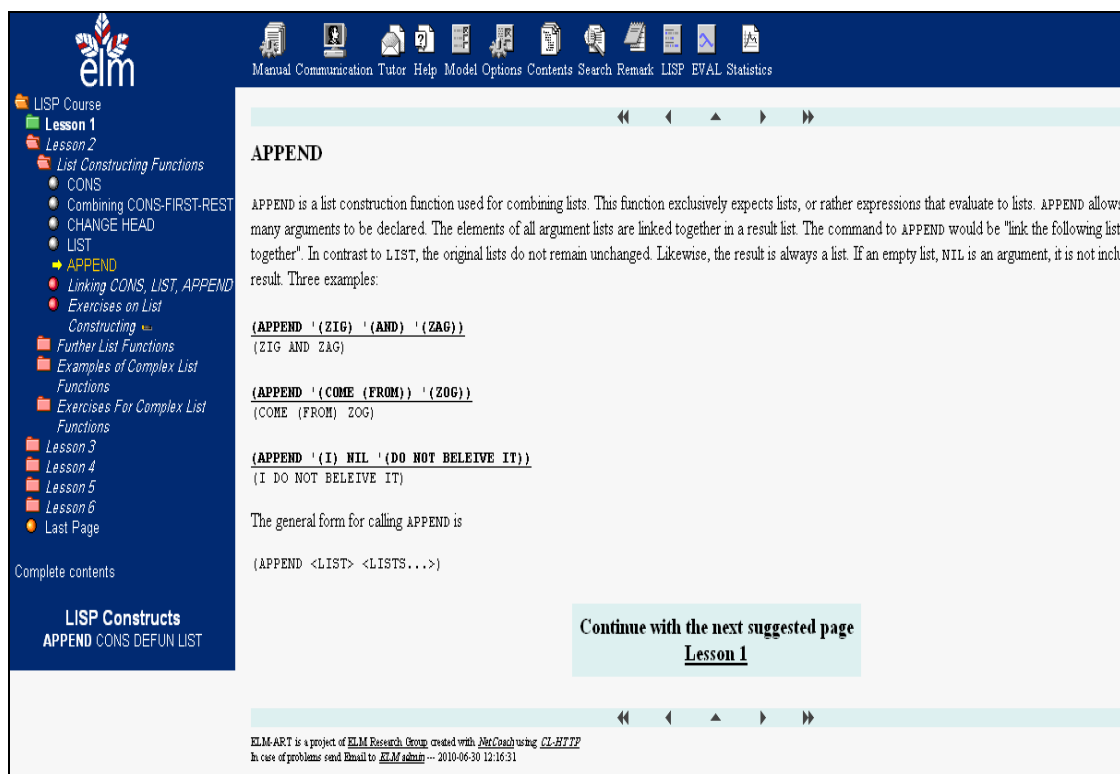 elm
Manual Communication Tutor Help Model Options Contents Search Remark LISP EVAL Statistics
LISP Course
Lesson 1
Lesson 2
List Constructing Functions
CONS
Combining CONS-FIRST-REST
CHANGE HEAD
LIST
APPEND
Linking CONS, LIST, APPEND
Exercises on List
Constructing
Further List Functions
Examples of Complex List
Functions
Exercises For Complex List
Functions
Lesson 3
Lesson 4
Lesson 5
Lesson 6
Last Page
Complete contents
LISP Constructs
APPEND CONS DEFUN LIST
APPEND
APPEND is a list construction function used for combining lists. This function exclusively expects lists, or rather expressions that evaluate to lists. APPEND allows
many arguments to be declared. The elements of all argument lists are linked together in a result list. The command to APPEND would be "link the following list
together". In contrast to LIST, the original lists do not remain unchanged. Likewise, the result is always a list. If an empty list, NIL is an argument, it is not inclu
result. Three examples:
(APPEND '(ZIG) '(AND) '(ZAG))
(ZIG AND ZAG)
(APPEND '(COME (FROM)) '(ZOG))
(COME (FROM) ZOG)
(APPEND '(I) NIL '(DO NOT BELEIVE IT))
(I DO NOT BELEIVE IT)
The general form for calling APPEND is
(APPEND <LIST> <LISTS...>)
Continue with the next suggested page
Lesson 1
ELM-ART is a project of ELM Research Group created with NetCoach using CL-HTTP
In case of problems send Email to ELM admin --- 2010-06-30 12:16:31